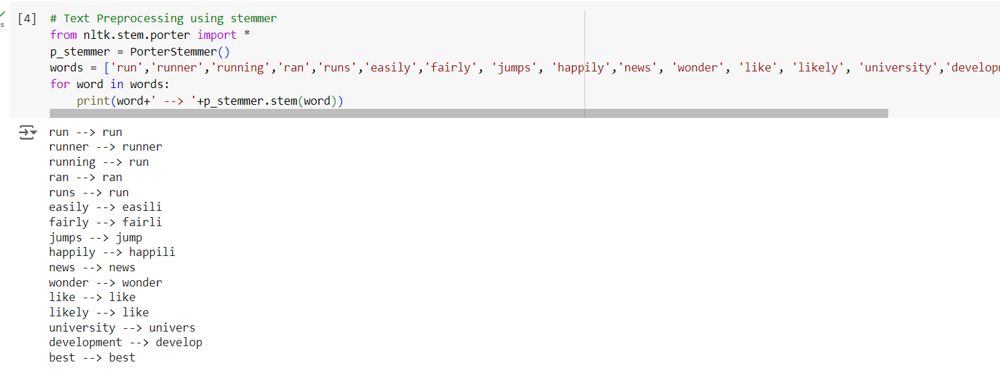 [4] # Text Preprocessing using stemmer
from nltk.stem.porter import *
p_stemmer = PorterStemmer()
words = ['run','runner','running','ran','runs','easily','fairly', 'jumps', 'happily','news', 'wonder', 'like', 'likely', 'university','develop
for word in words:
    print(word+' --> '+p_stemmer.stem(word))
s
run --> run
runner --> runner
running --> run
ran --> ran
runs --> run
easily --> easili
fairly --> fairli
jumps --> jump
happily --> happili
news --> news
wonder --> wonder
like --> like
likely --> like
university --> univers
development --> develop
best --> best